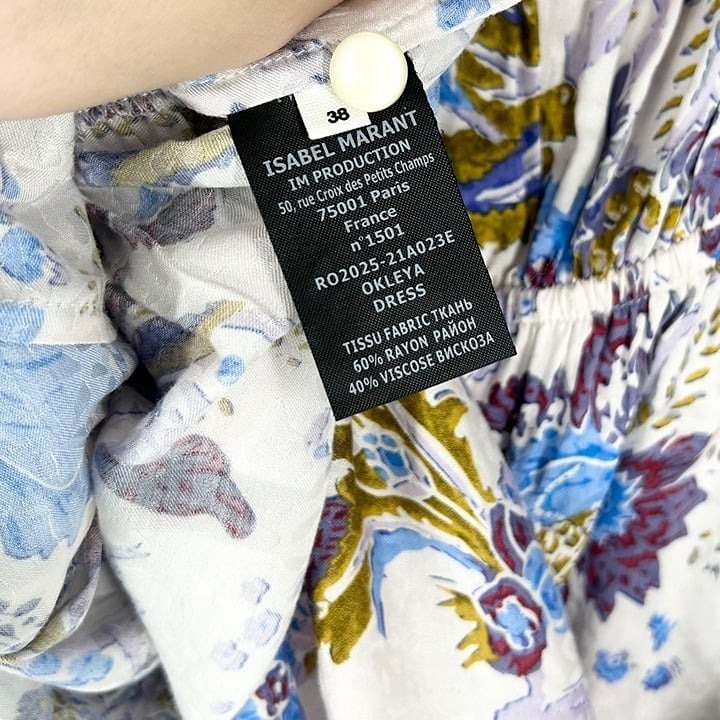 38
ISABEL MARANT
IM PRODUCTION
50, rue Croix des Petits Champs
75001 Paris
France
n°1501
RO2025-21A023E
OKLEYA
DRESS
TISSU FABRIC ТКАНЬ
60% RAYON РАЙОН
40% VISCOSE ВИСКОЗА